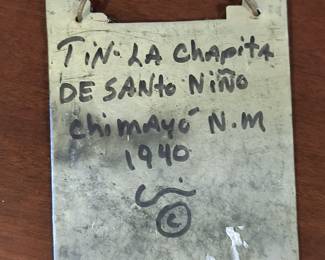 TiN· LA Chapita
DE SANto NIÑO
Chimayó N.M
1940
©